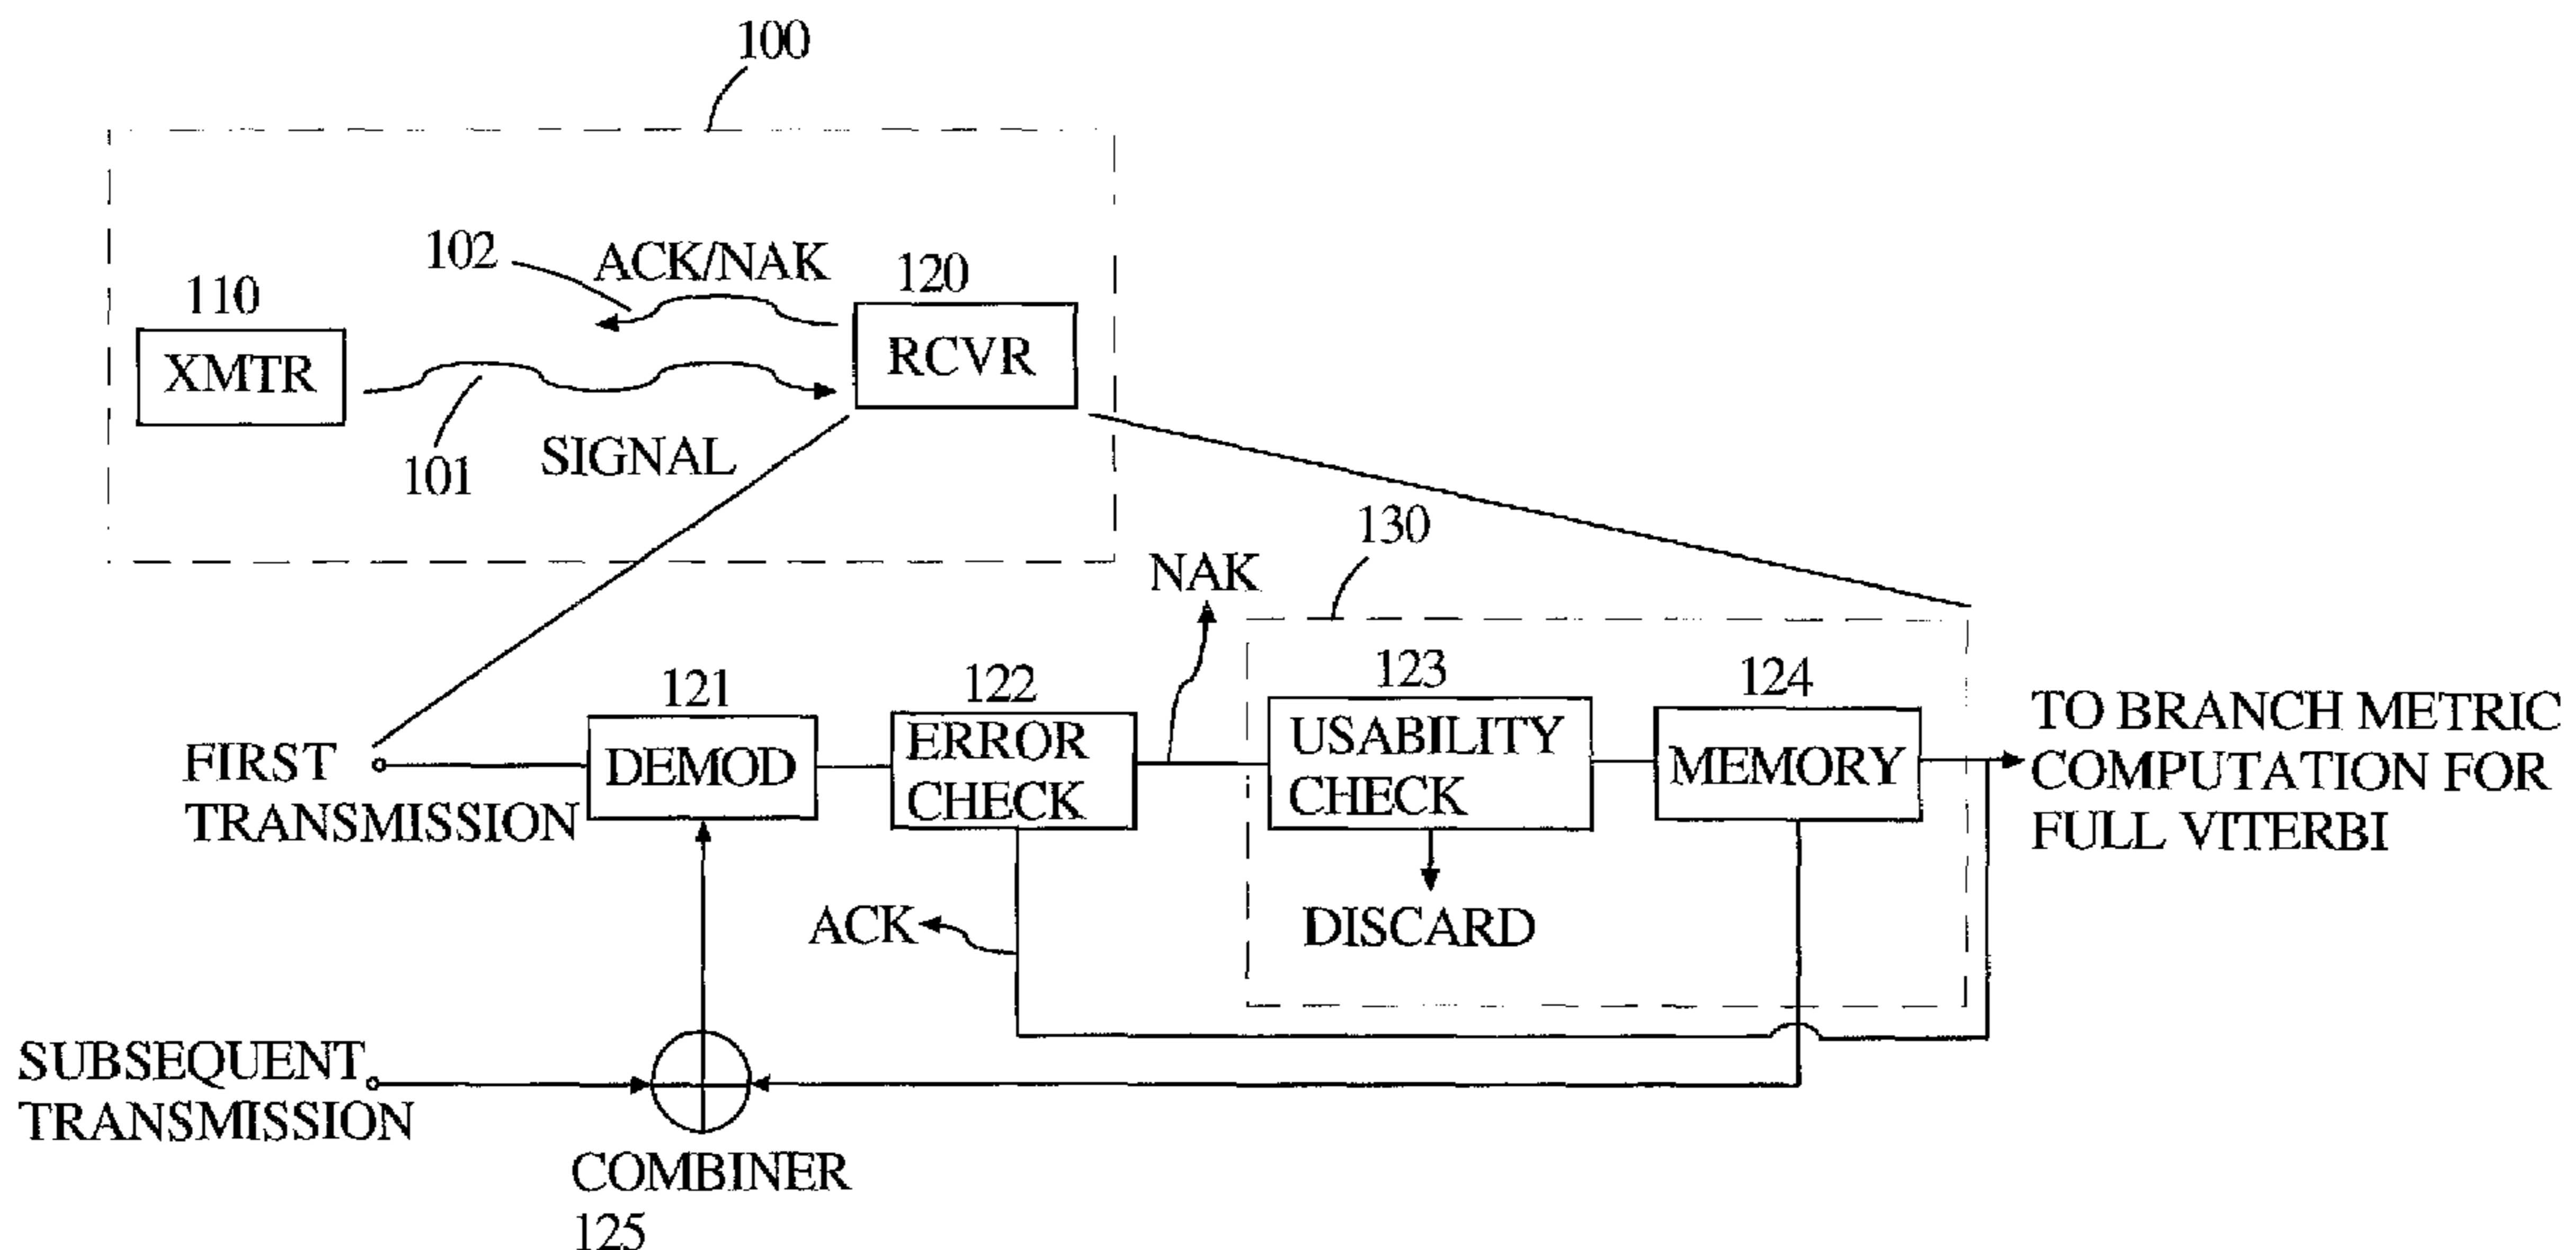 100
102
ACK/NAK
120
110
XMTR
RCVR
101
SIGNAL
130
NAK
121
122
123
124
FIRST
TRANSMISSION
DEMOD
ERROR
CHECK
USABILITY
CHECK
MEMORY
TO BRANCH METRIC
COMPUTATION FOR
FULL VITERBI
ACK
DISCARD
SUBSEQUENT
TRANSMISSION
COMBINER
125